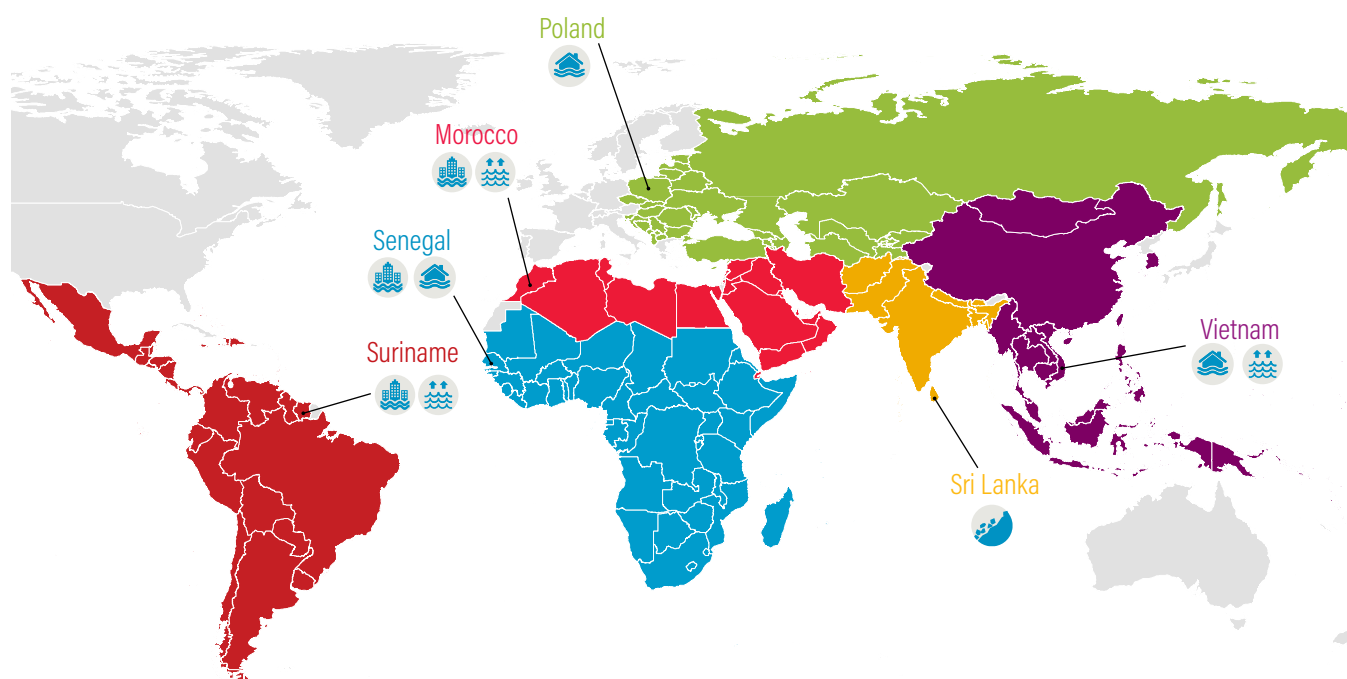 Poland
Morocco
Senegal
Suriname
Vietnam
Sri Lanka